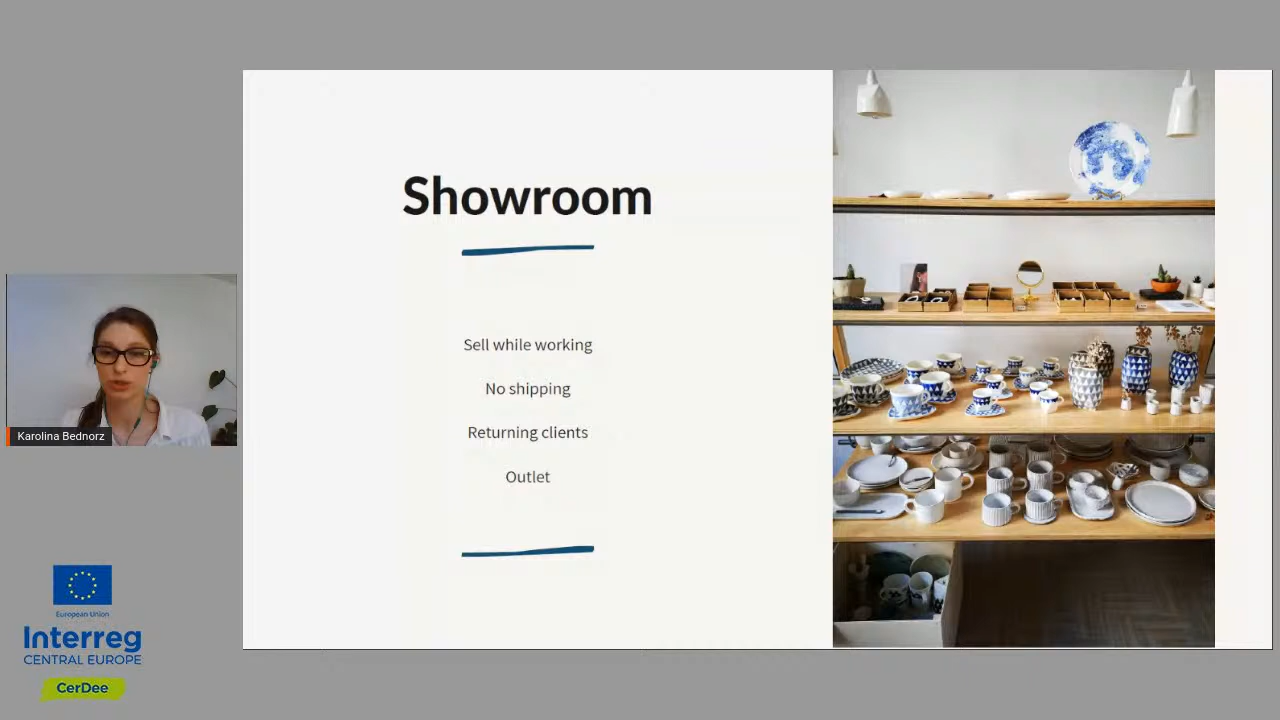 Showroom
Sell while working
No shipping
Returning clients
Outlet
Karolina Bednorz
European Union
Interreg
CENTRAL EUROPE
CerDee